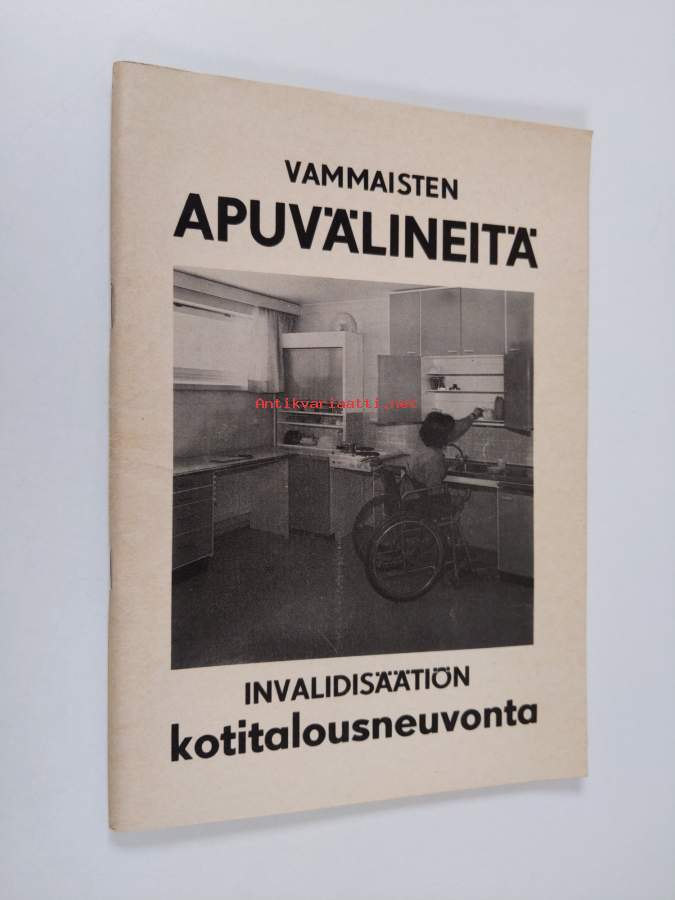 VAMMAISTEN
APUVÄLINEITÄ
Antikvariaatti.net
INVALIDISÄÄTIÖN
kotitalousneuvonta